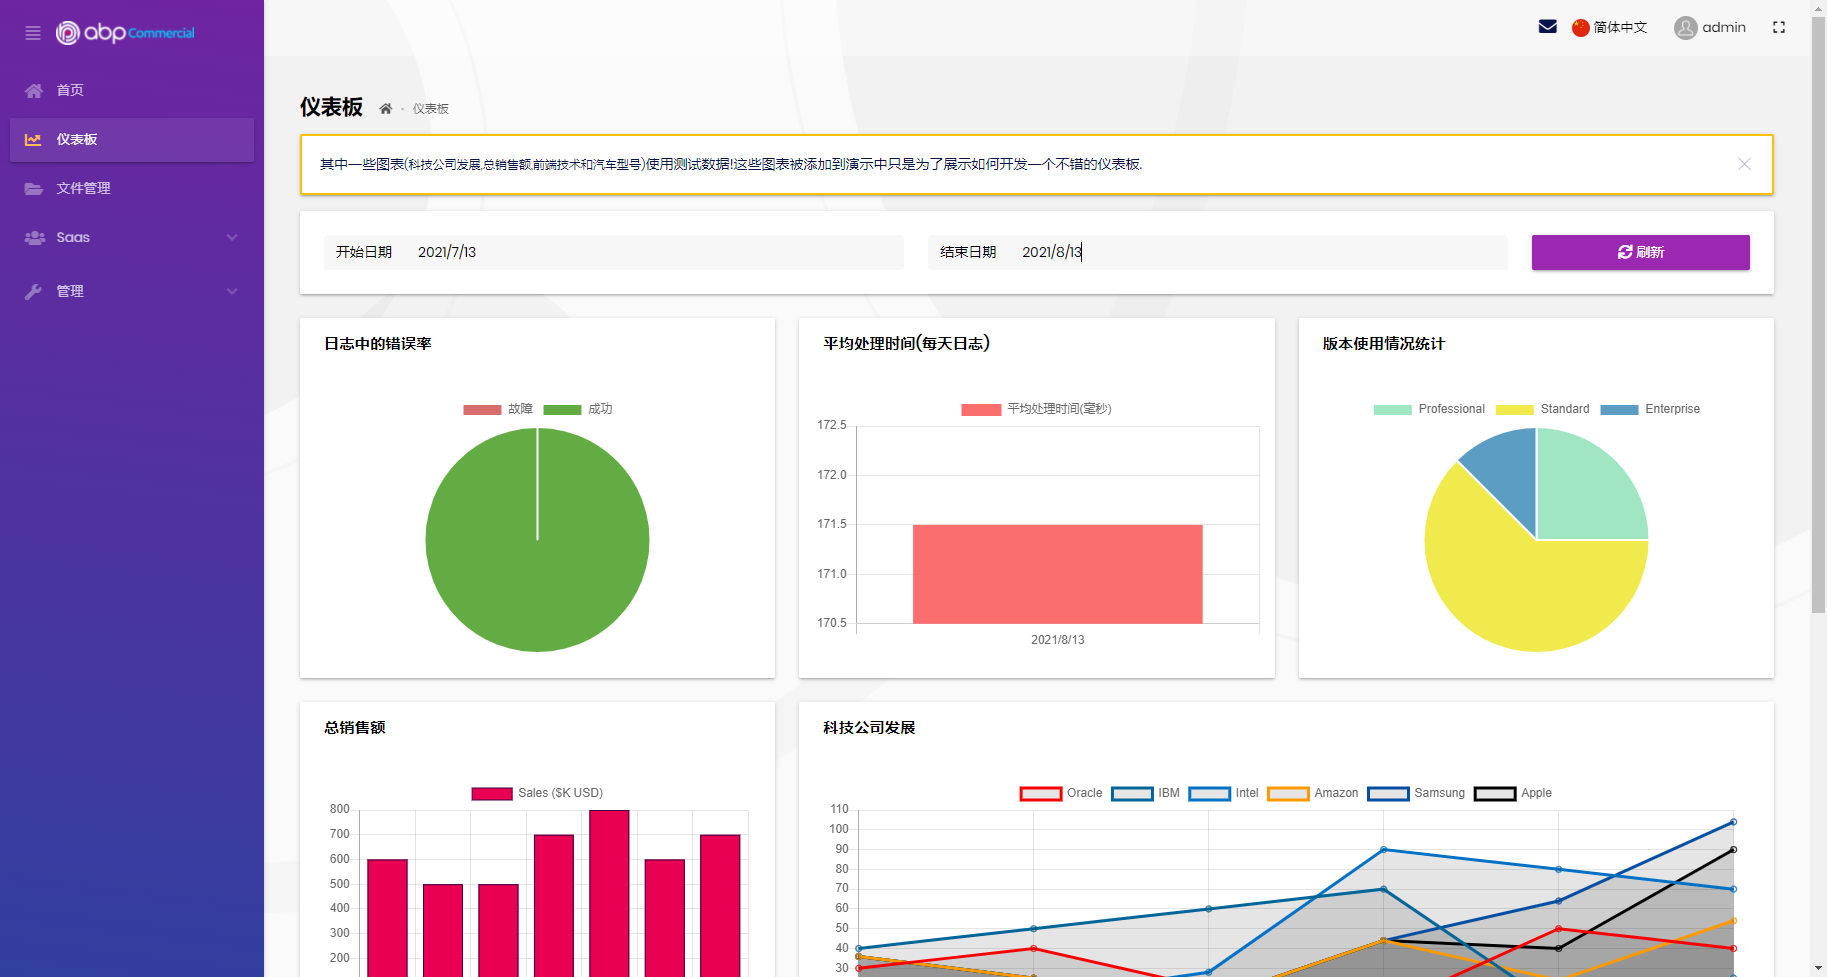 abp Commercial
首页
仪表板
文件管理
Saas
管理
简体中文
admin
仪表板 - 仪表板
其中一些图表(科技公司发展,总销售额,前端技术和汽车型号)使用测试数据!这些图表被添加到演示中只是为了展示如何开发一个不错的仪表板.
开始日期 2021/7/13
结束日期 2021/8/13
刷新
日志中的错误率
故障 成功
平均处理时间(每天日志)
平均处理时间(毫秒)
172.5
172.0
171.5
171.0
170.5
2021/8/13
版本使用情况统计
Professional Standard Enterprise
总销售额
Sales ($K USD)
800
700
600
500
400
300
200
科技公司发展
Oracle IBM Intel Amazon Samsung Apple
110
100
90
80
70
60
50
40
30